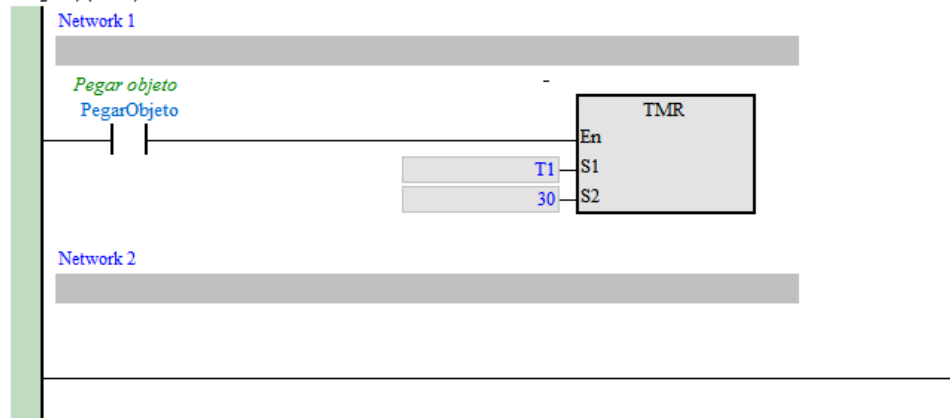 Network 1
Pegar objeto
PegarObjeto
-
TMR
En
T1
S1
30
S2
Network 2